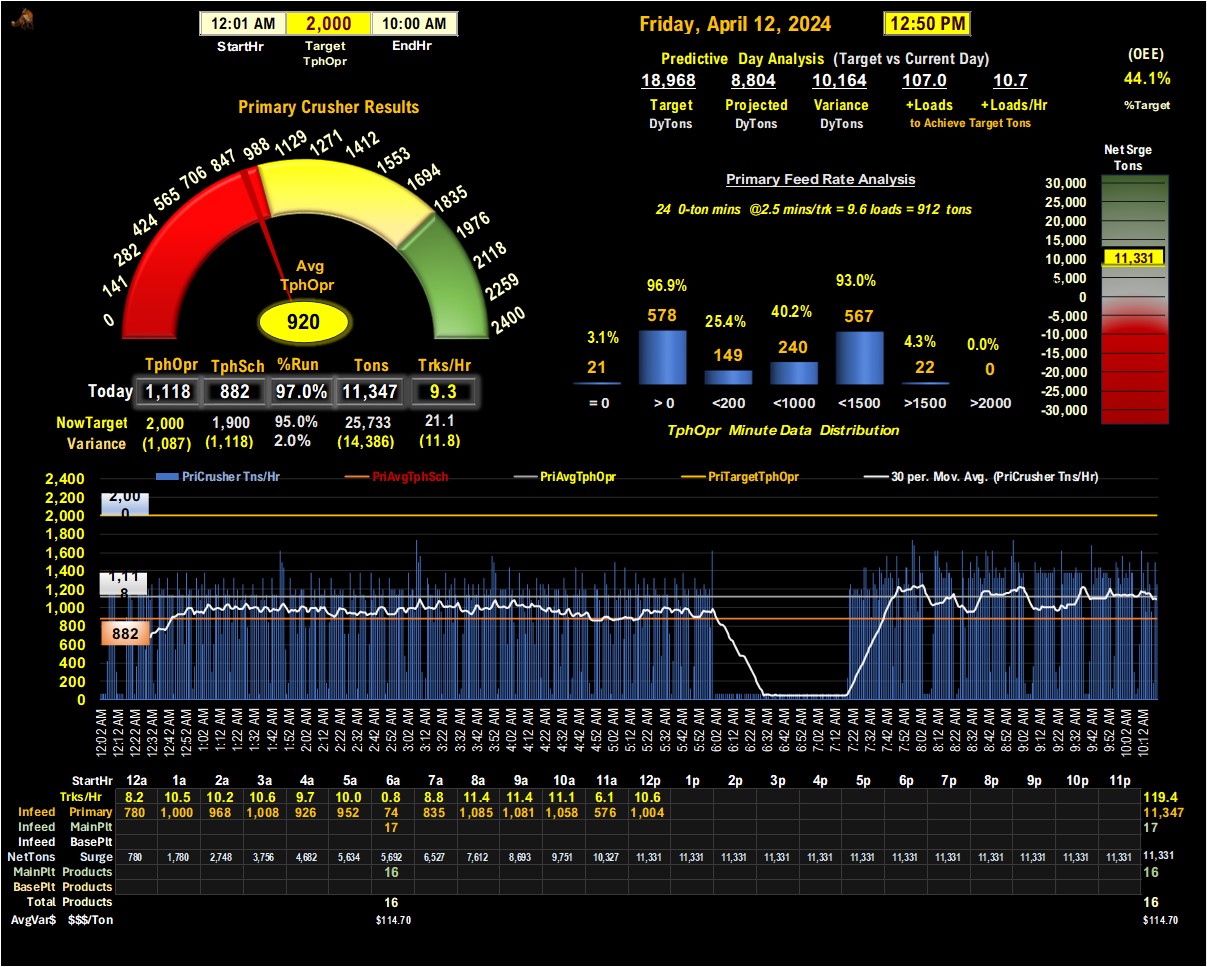 12:01 AM 2,000 10:00 AM
StartHr Target TphOpr EndHr
Friday, April 12, 2024 12:50 PM
Predictive Day Analysis (Target vs Current Day)
18,968 8,804 10,164 107.0 10.7
Target Projected Variance +Loads +Loads/Hr
DyTons DyTons DyTons to Achieve Target Tons
(OEE)
44.1%
%Target
Primary Crusher Results
0 141 282 424 565 706 847 988 1129 1271 1412 1553 1694 1835 1976 2118 2259 2400
Avg
TphOpr
920
TphOpr TphSch %Run Tons Trks/Hr
Today 1,118 882 97.0% 11,347 9.3
NowTarget 2,000 1,900 95.0% 25,733 21.1
Variance (1,087) (1,118) 2.0% (14,386) (11.8)
Primary Feed Rate Analysis
24 0-ton mins @2.5 mins/trk = 9.6 loads = 912 tons
3.1% 96.9% 25.4% 40.2% 93.0% 4.3% 0.0%
21 578 149 240 567 22 0
= 0 > 0 <200 <1000 <1500 >1500 >2000
TphOpr Minute Data Distribution
Net Srge
Tons
30,000
25,000
20,000
15,000
10,000 11,331
5,000
0
-5,000
-10,000
-15,000
-20,000
-25,000
-30,000
PriCrusher Tns/Hr PriAvgTphSch PriAvgTphOpr PriTargetTphOpr 30 per. Mov. Avg. (PriCrusher Tns/Hr)
2,400
2,200
2,000
1,800
1,600
1,400
1,200
1,000
800
600
400
200
0
2,000
1,118
882
12:02 AM 12:12 AM 12:22 AM 12:32 AM 12:42 AM 12:52 AM 1:02 AM 1:12 AM 1:22 AM 1:32 AM 1:42 AM 1:52 AM 2:02 AM 2:12 AM 2:22 AM 2:32 AM 2:42 AM 2:52 AM 3:02 AM 3:12 AM 3:22 AM 3:32 AM 3:42 AM 3:52 AM 4:02 AM 4:12 AM 4:22 AM 4:32 AM 4:42 AM 4:52 AM 5:02 AM 5:12 AM 5:22 AM 5:32 AM 5:42 AM 5:52 AM 6:02 AM 6:12 AM 6:22 AM 6:32 AM 6:42 AM 6:52 AM 7:02 AM 7:12 AM 7:22 AM 7:32 AM 7:42 AM 7:52 AM 8:02 AM 8:12 AM 8:22 AM 8:32 AM 8:42 AM 8:52 AM 9:02 AM 9:12 AM 9:22 AM 9:32 AM 9:42 AM 9:52 AM 10:02 AM 10:12 AM
StartHr 12a 1a 2a 3a 4a 5a 6a 7a 8a 9a 10a 11a 12p 1p 2p 3p 4p 5p 6p 7p 8p 9p 10p 11p
Trks/Hr 8.2 10.5 10.2 10.6 9.7 10.0 0.8 8.8 11.4 11.4 11.1 6.1 10.6 119.4
Infeed Primary 780 1,000 968 1,008 926 952 74 835 1,085 1,081 1,058 576 1,004 11,347
Infeed MainPlt 17 17
Infeed BasePlt
NetTons Surge 780 1,780 2,748 3,756 4,682 5,634 5,692 6,527 7,612 8,693 9,751 10,327 11,331 11,331 11,331 11,331 11,331 11,331 11,331 11,331 11,331 11,331 11,331 11,331 11,331
MainPlt Products 16 16
BasePlt Products
Total Products 16 16
AvgVar$ $$$/Ton $114.70 $114.70